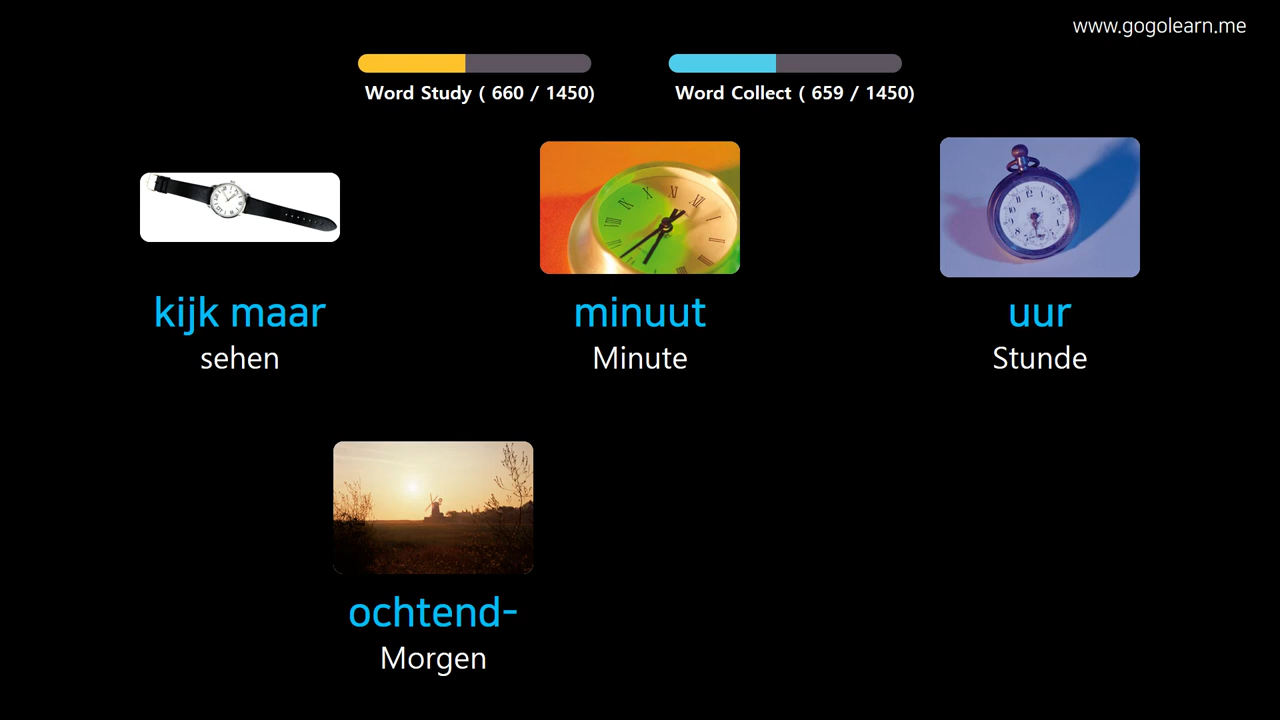 www.gogolearn.me
Word Study ( 660 / 1450)
Word Collect ( 659 / 1450)
kijk maar
sehen
minuut
Minute
uur
Stunde
ochtend-
Morgen